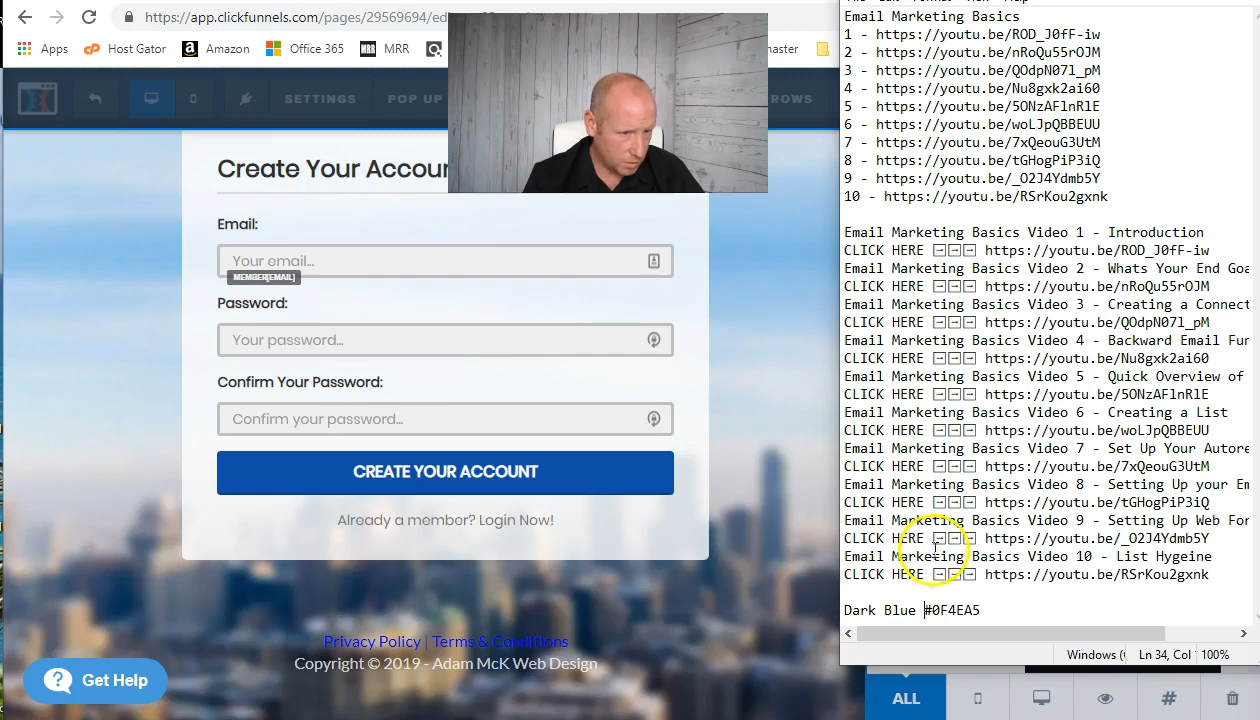 https://app.clickfunnels.com/pages/29569694/ed
Apps
Host Gator
Amazon
Office 365
MRR
MRR
master
SETTINGS
POP UP
ROWS
Create Your Accoun
Email:
Your email...
MEMBER[EMAIL]
Password:
Your password...
Confirm Your Password:
Confirm your password...
CREATE YOUR ACCOUNT
Already a member? Login Now!
Privacy Policy | Terms & Conditions
Copyright © 2019 - Adam McK Web Design
Get Help
Email Marketing Basics
1 - https://youtu.be/ROD_J0fF-iw
2 - https://youtu.be/nRoQu55rOJM
3 - https://youtu.be/QOdpN07l_pM
4 - https://youtu.be/Nu8gxk2ai60
5 - https://youtu.be/5ONzAFlnRlE
6 - https://youtu.be/woLJpQBBEUU
7 - https://youtu.be/7xQeouG3UtM
8 - https://youtu.be/tGHogPiP3iQ
9 - https://youtu.be/_O2J4Ydmb5Y
10 - https://youtu.be/RSrKou2gxnk
Email Marketing Basics Video 1 - Introduction
CLICK HERE → → → https://youtu.be/ROD_J0fF-iw
Email Marketing Basics Video 2 - Whats Your End Goa
CLICK HERE → → → https://youtu.be/nRoQu55rOJM
Email Marketing Basics Video 3 - Creating a Connect
CLICK HERE → → → https://youtu.be/QOdpN07l_pM
Email Marketing Basics Video 4 - Backward Email Fun
CLICK HERE → → → https://youtu.be/Nu8gxk2ai60
Email Marketing Basics Video 5 - Quick Overview of
CLICK HERE → → → https://youtu.be/5ONzAFlnRlE
Email Marketing Basics Video 6 - Creating a List
CLICK HERE → → → https://youtu.be/woLJpQBBEUU
Email Marketing Basics Video 7 - Set Up Your Autore
CLICK HERE → → → https://youtu.be/7xQeouG3UtM
Email Marketing Basics Video 8 - Setting Up your Em
CLICK HERE → → → https://youtu.be/tGHogPiP3iQ
Email Marketing Basics Video 9 - Setting Up Web For
CLICK HERE → → → https://youtu.be/_O2J4Ydmb5Y
Email Marketing Basics Video 10 - List Hygeine
CLICK HERE → → → https://youtu.be/RSrKou2gxnk
Dark Blue #0F4EA5
Windows (
Ln 34, Col
100%
ALL